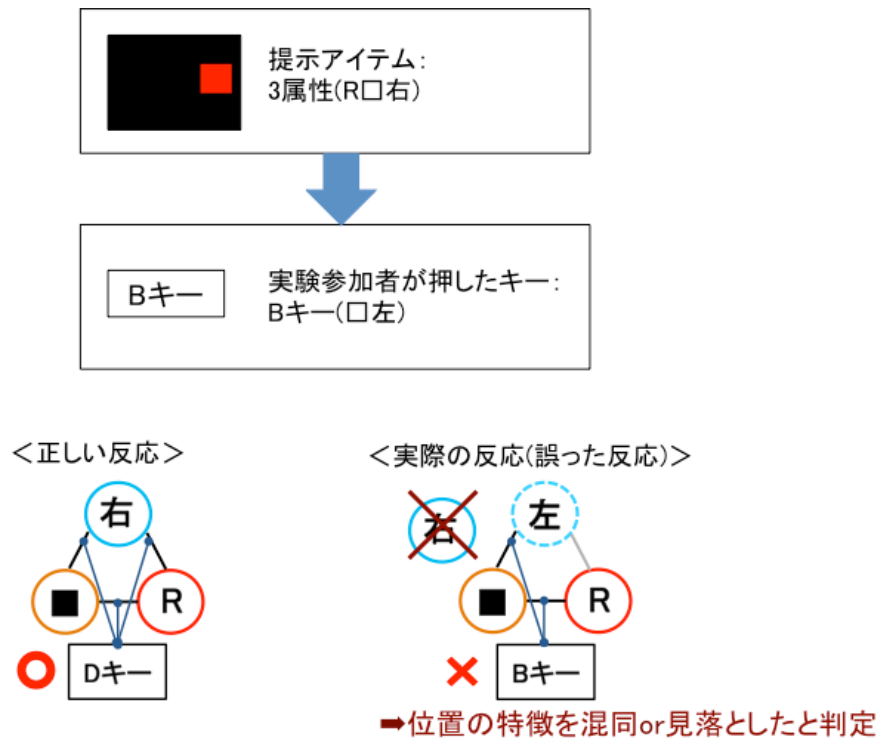 提示アイテム:
3属性(R□右)
Bキー
実験参加者が押したキー:
Bキー(□左)
＜正しい反応＞
＜実際の反応(誤った反応)＞
右
右
左
■
R
■
R
Dキー
Bキー
➡位置の特徴を混同or見落としたと判定